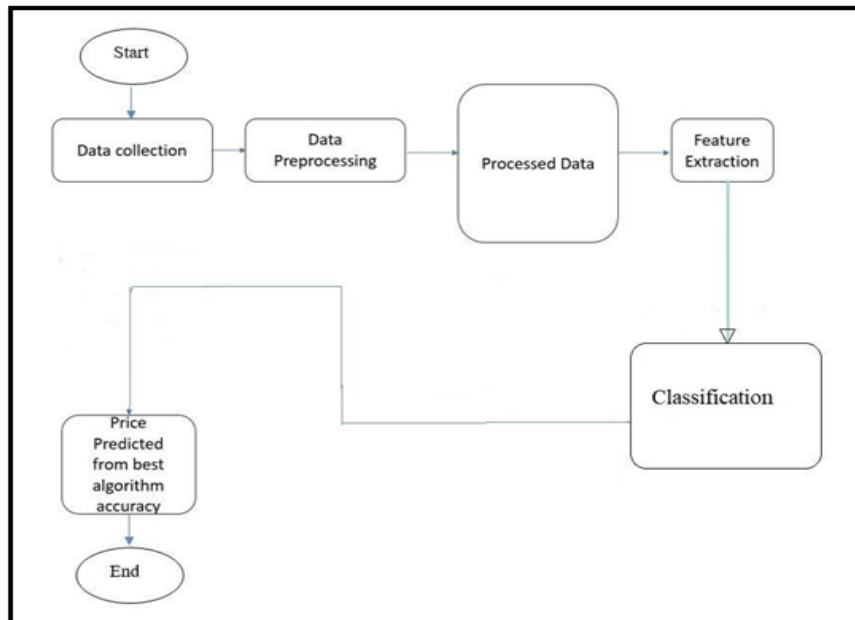 Start
Data collection
Data
Preprocessing
Processed Data
Feature
Extraction
Classification
Price
Predicted
from best
algorithm
accuracy
End